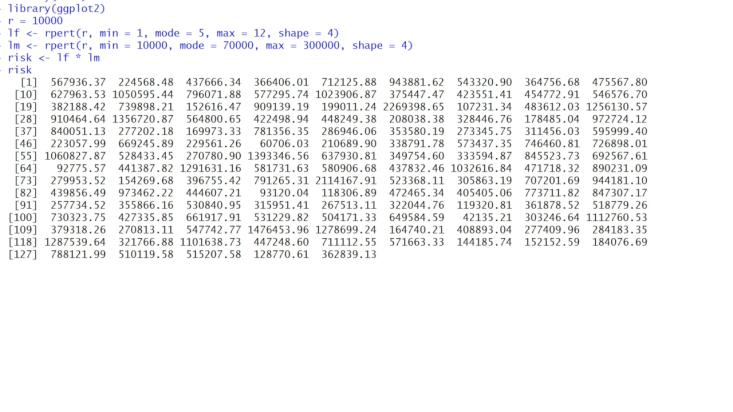 library(ggplot2)
r = 10000
lf <- rpert(r, min = 1, mode = 5, max = 12, shape = 4)
lm <- rpert(r, min = 10000, mode = 70000, max = 300000, shape = 4)
risk <- lf * lm
risk
[1] 567936.37 224568.48 437666.34 366406.01 712125.88 943881.62 543320.90 364756.68 475567.80
[10] 627963.53 1050595.44 796071.88 577295.74 1023906.87 375447.47 423551.41 454772.91 546576.70
[19] 382188.42 739898.21 152616.47 909139.19 199011.24 2269398.65 107231.34 483612.03 1256130.57
[28] 910464.64 1356720.87 564800.65 422498.94 448249.38 208038.38 328446.76 178485.04 972724.12
[37] 840051.13 277202.18 169973.33 781356.35 286946.06 353580.19 273345.75 311456.03 595999.40
[46] 223057.99 669245.89 229561.26 60706.03 210689.90 338791.78 573437.35 746460.81 726898.01
[55] 1060827.87 528433.45 270780.90 1393346.56 637930.81 349754.60 333594.87 845523.73 692567.61
[64] 92775.57 441387.82 1291631.16 581731.63 580906.68 437832.46 1032616.84 471718.32 890231.09
[73] 279953.52 154269.68 396755.42 791265.31 2114167.91 523368.11 305863.19 707201.69 944181.10
[82] 439856.49 973462.22 444607.21 93120.04 118306.89 472465.34 405405.06 773711.82 847307.17
[91] 257734.52 355866.16 530840.95 315951.41 267513.11 322044.76 119320.81 361878.52 518779.26
[100] 730323.75 427335.85 661917.91 531229.82 504171.33 649584.59 42135.21 303246.64 1112760.53
[109] 379318.26 270813.11 547742.77 1476453.96 1278699.24 164740.21 408893.04 277409.96 284183.35
[118] 1287539.64 321766.88 1101638.73 447248.60 711112.55 571663.33 144185.74 152152.59 184076.69
[127] 788121.99 510119.58 515207.58 128770.61 362839.13